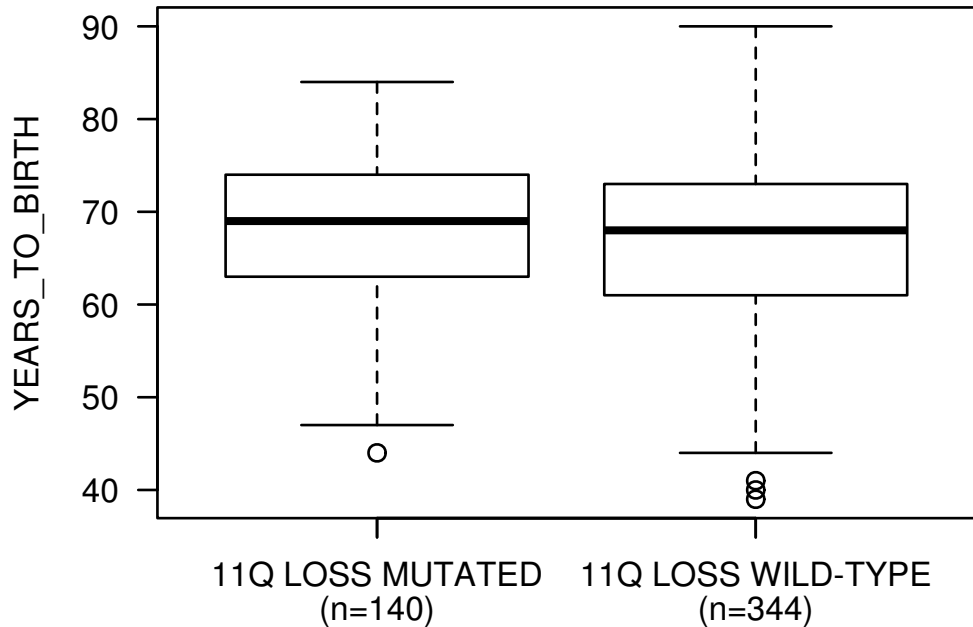 YEARS_TO_BIRTH
90
80
70
60
50
40
11Q LOSS MUTATED
(n=140)
11Q LOSS WILD-TYPE
(n=344)